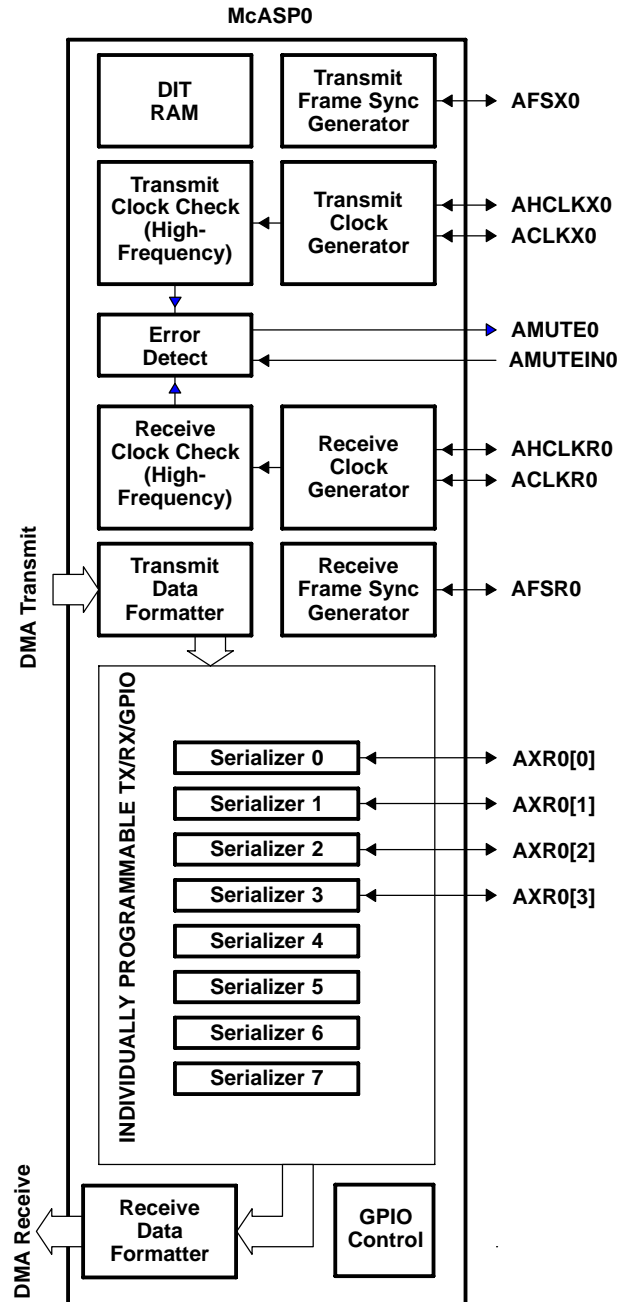 McASP0
DIT
RAM
Transmit
Frame Sync
Generator
AFSX0
Transmit
Clock Check
(High-
Frequency)
Transmit
Clock
Generator
AHCLKX0
ACLKX0
Error
Detect
AMUTE0
AMUTEIN0
Receive
Clock Check
(High-
Frequency)
Receive
Clock
Generator
AHCLKR0
ACLKR0
DMA Transmit
Transmit
Data
Formatter
Receive
Frame Sync
Generator
AFSR0
INDIVIDUALLY PROGRAMMABLE TX/RX/GPIO
Serializer 0
AXR0[0]
Serializer 1
AXR0[1]
Serializer 2
AXR0[2]
Serializer 3
AXR0[3]
Serializer 4
Serializer 5
Serializer 6
Serializer 7
DMA Receive
Receive
Data
Formatter
GPIO
Control